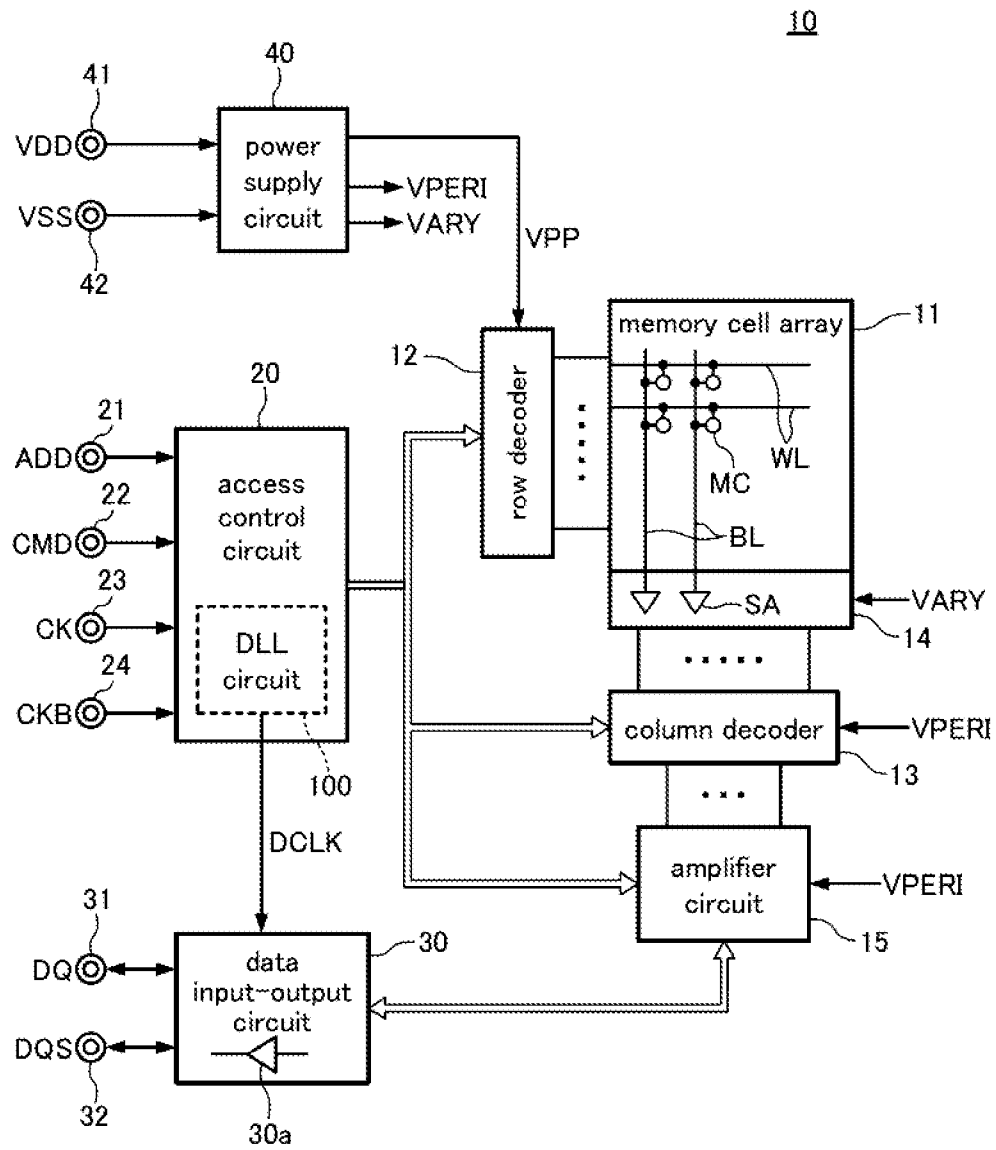 10
41
40
VDD
power
supply
circuit
VPERI
VSS
VARY
VPP
42
memory cell array
11
12
row decoder
20
21
ADD
access
control
circuit
WL
MC
22
CMD
BL
23
CK
DLL
circuit
SA
VARY
14
24
CKB
column decoder
VPERI
13
100
DCLK
amplifier
circuit
VPERI
15
31
30
DQ
data
input-output
circuit
DQS
32
30a